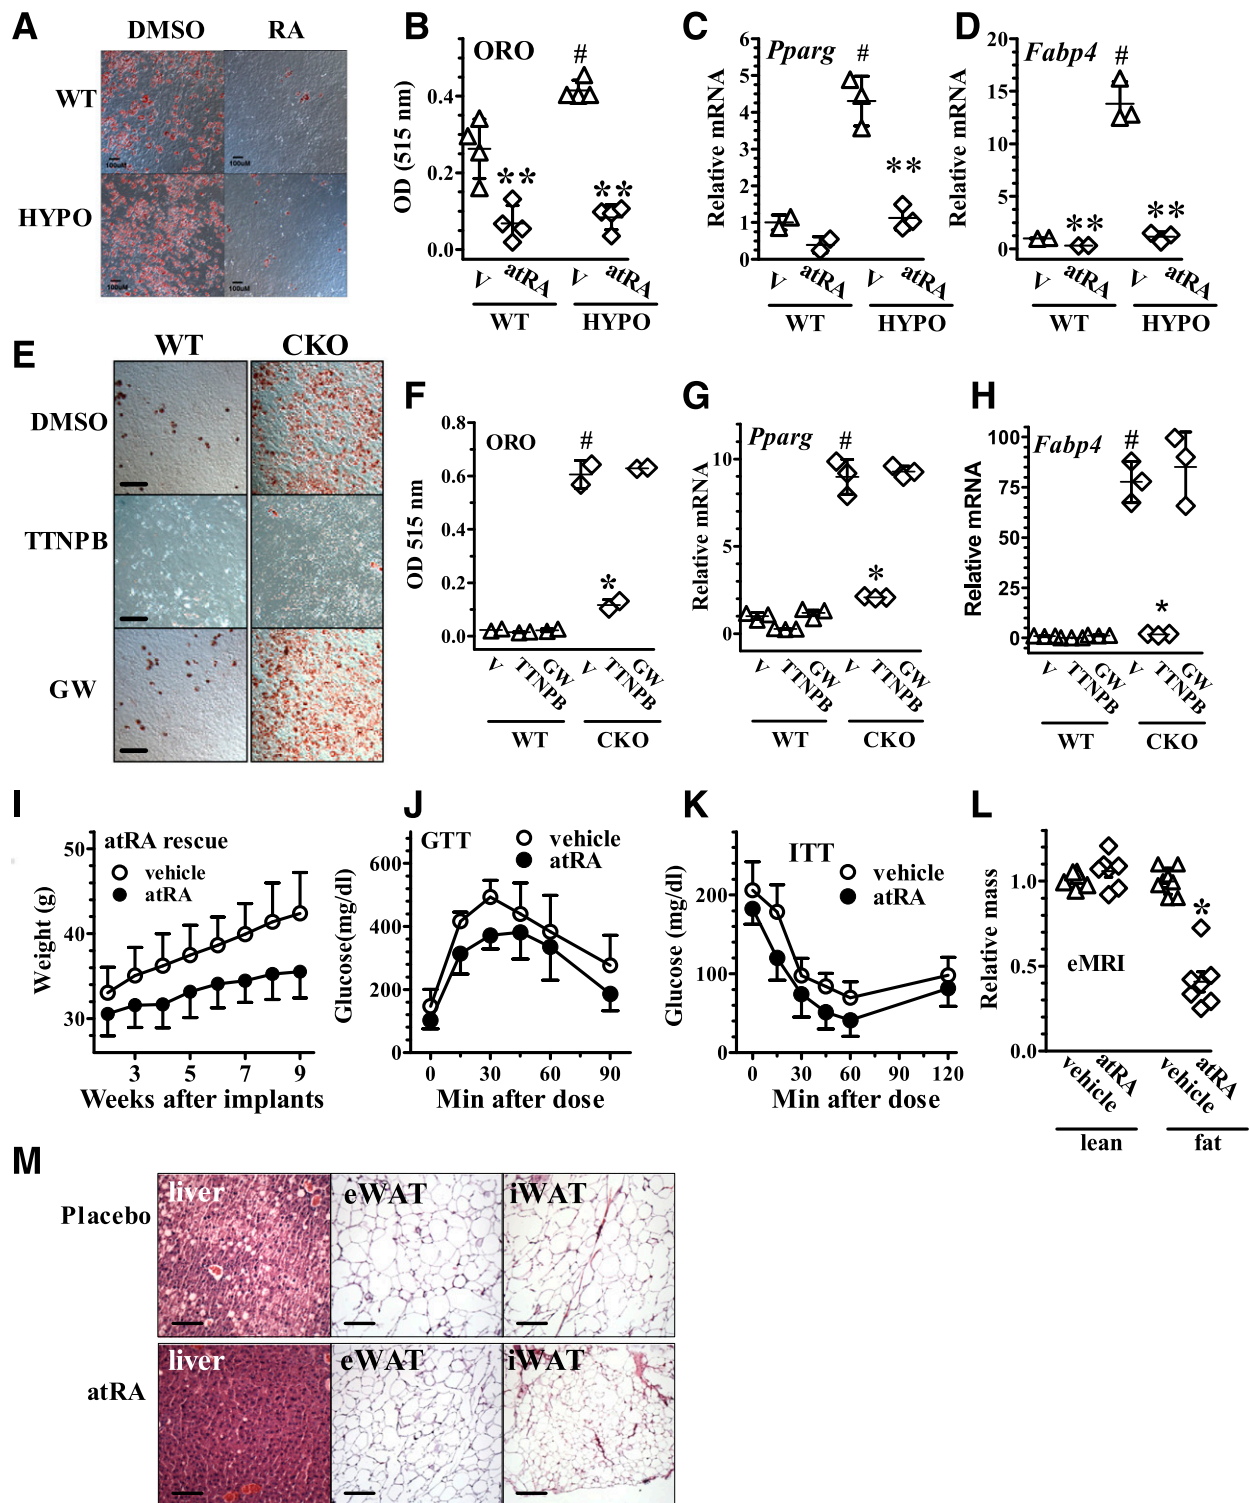 A
DMSO
RA
WT
HYPO
100uM
100uM
100uM
100uM
B
ORO
#
OD (515 nm)
0.4
0.2
0.0
**
**
V
atRA
V
atRA
WT
HYPO
C
Pparg
#
Relative mRNA
6
5
4
3
2
1
0
**
V
atRA
V
atRA
WT
HYPO
D
Fabp4
#
Relative mRNA
20
15
10
5
0
**
**
V
atRA
V
atRA
WT
HYPO
E
WT
CKO
DMSO
TTNPB
GW
F
ORO
#
OD 515 nm
0.8
0.6
0.4
0.2
0.0
*
V
TTNPB
GW
V
TTNPB
GW
WT
CKO
G
Pparg
#
Relative mRNA
10
5
0
*
V
TTNPB
GW
V
TTNPB
GW
WT
CKO
H
Fabp4
#
Relative mRNA
100
75
50
25
0
*
V
TTNPB
GW
V
TTNPB
GW
WT
CKO
I
atRA rescue
vehicle
atRA
Weight (g)
50
40
30
3 5 7 9
Weeks after implants
J
GTT
vehicle
atRA
Glucose(mg/dl)
600
400
200
0
0 30 60 90
Min after dose
K
ITT
vehicle
atRA
Glucose (mg/dl)
200
100
0
0 30 60 90 120
Min after dose
L
Relative mass
1.0
0.5
0.0
*
eMRI
vehicle
atRA
vehicle
atRA
lean
fat
M
Placebo
liver
eWAT
iWAT
atRA
liver
eWAT
iWAT